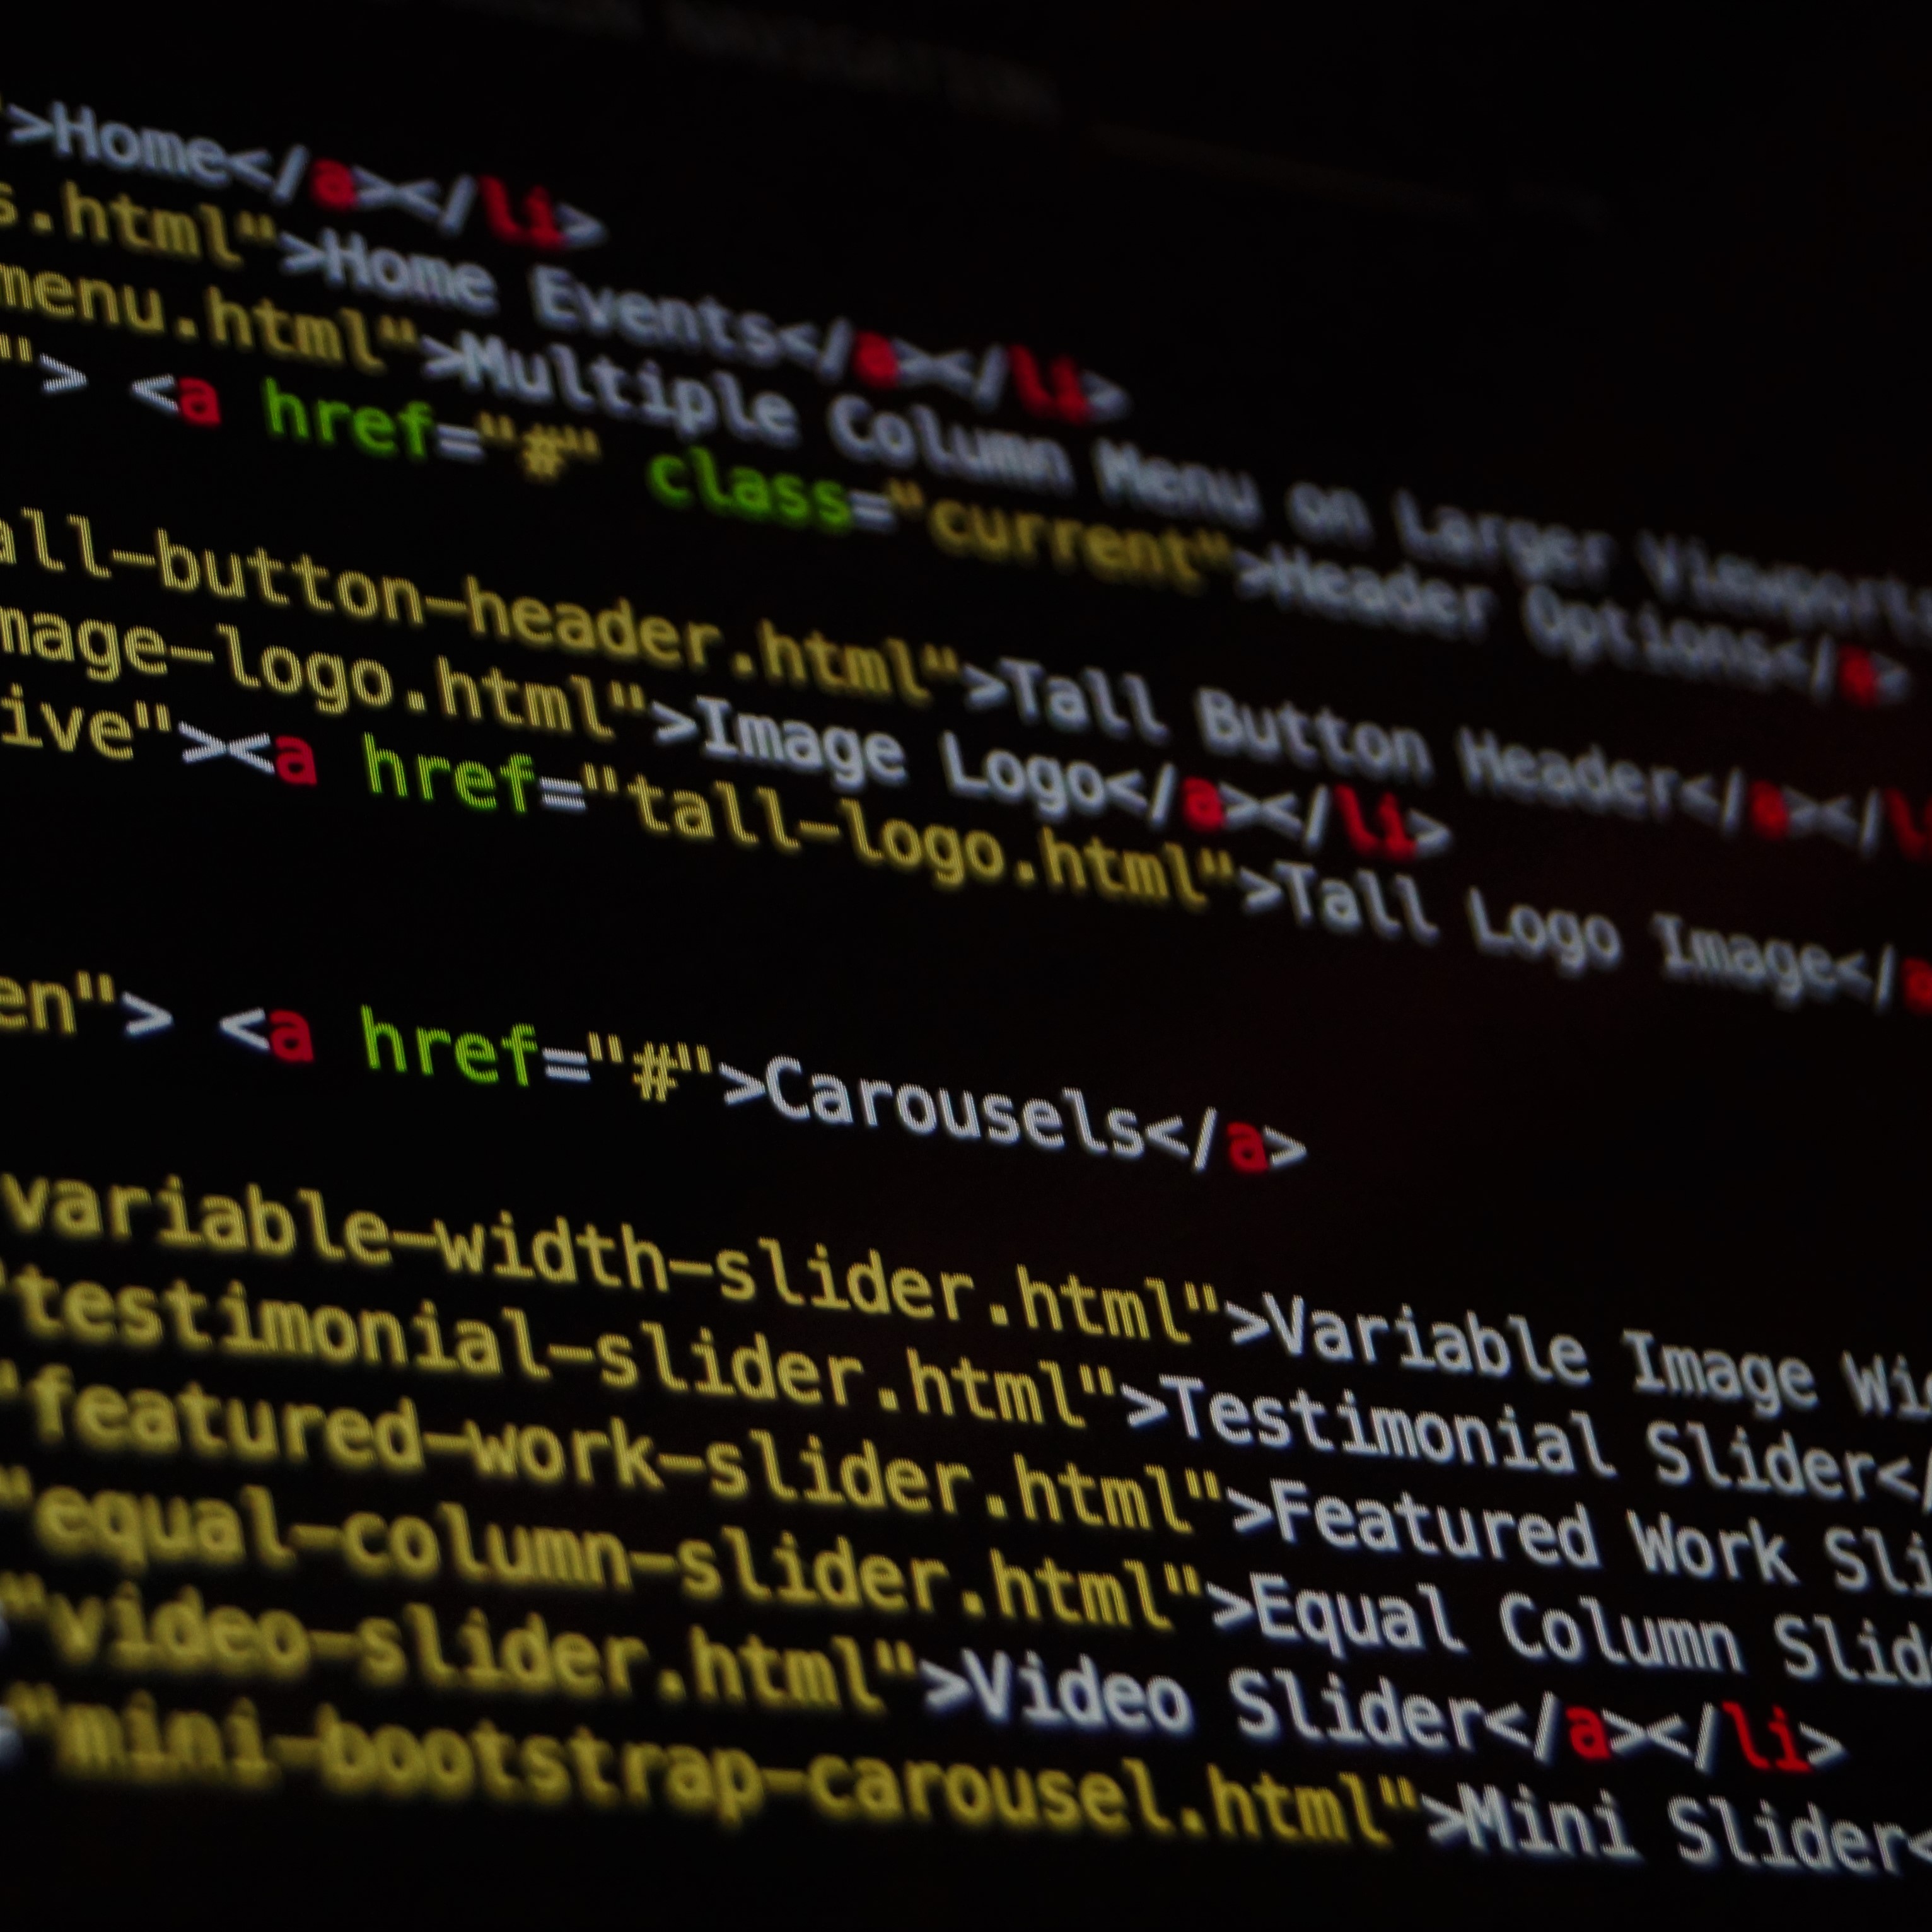 ">Home</a></li>
s.html">Home Events</a></li>
menu.html">Multiple Column Menu on Larger Viewports
"> <a href="#" class="current">Header Options</a>
all-button-header.html">Tall Button Header</a></li
mage-logo.html">Image Logo</a></li>
ive"><a href="tall-logo.html">Tall Logo Image</a
en"> <a href="#">Carousels</a>
variable-width-slider.html">Variable Image Wi
"testimonial-slider.html">Testimonial Slider</
"featured-work-slider.html">Featured Work Sli
"equal-column-slider.html">Equal Column Slid
"video-slider.html">Video Slider</a></li>
"mini-bootstrap-carousel.html">Mini Slider<